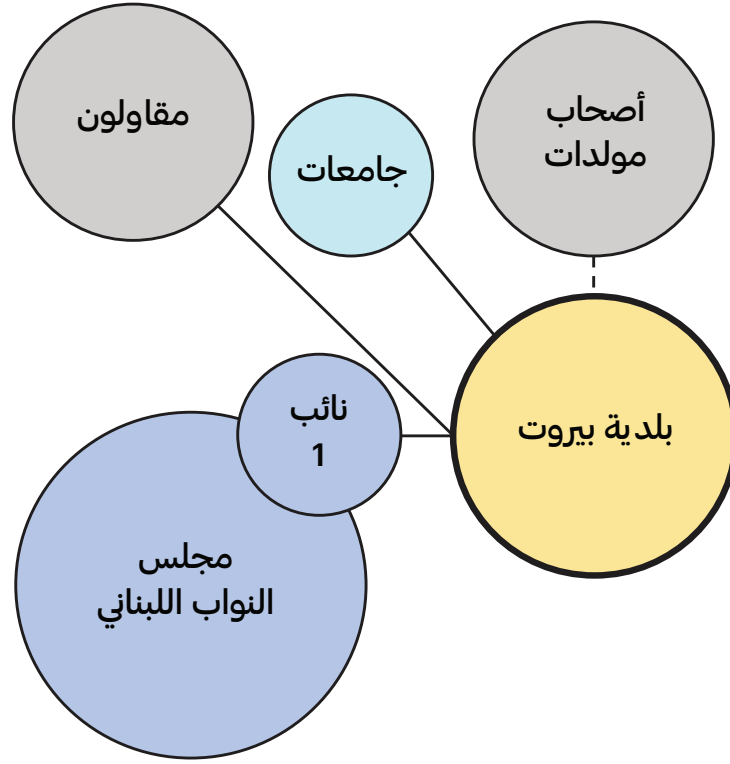 أصحاب
مولدات
جامعات
مقاولون
بلدية بيروت
نائب
1
مجلس
النواب اللبناني